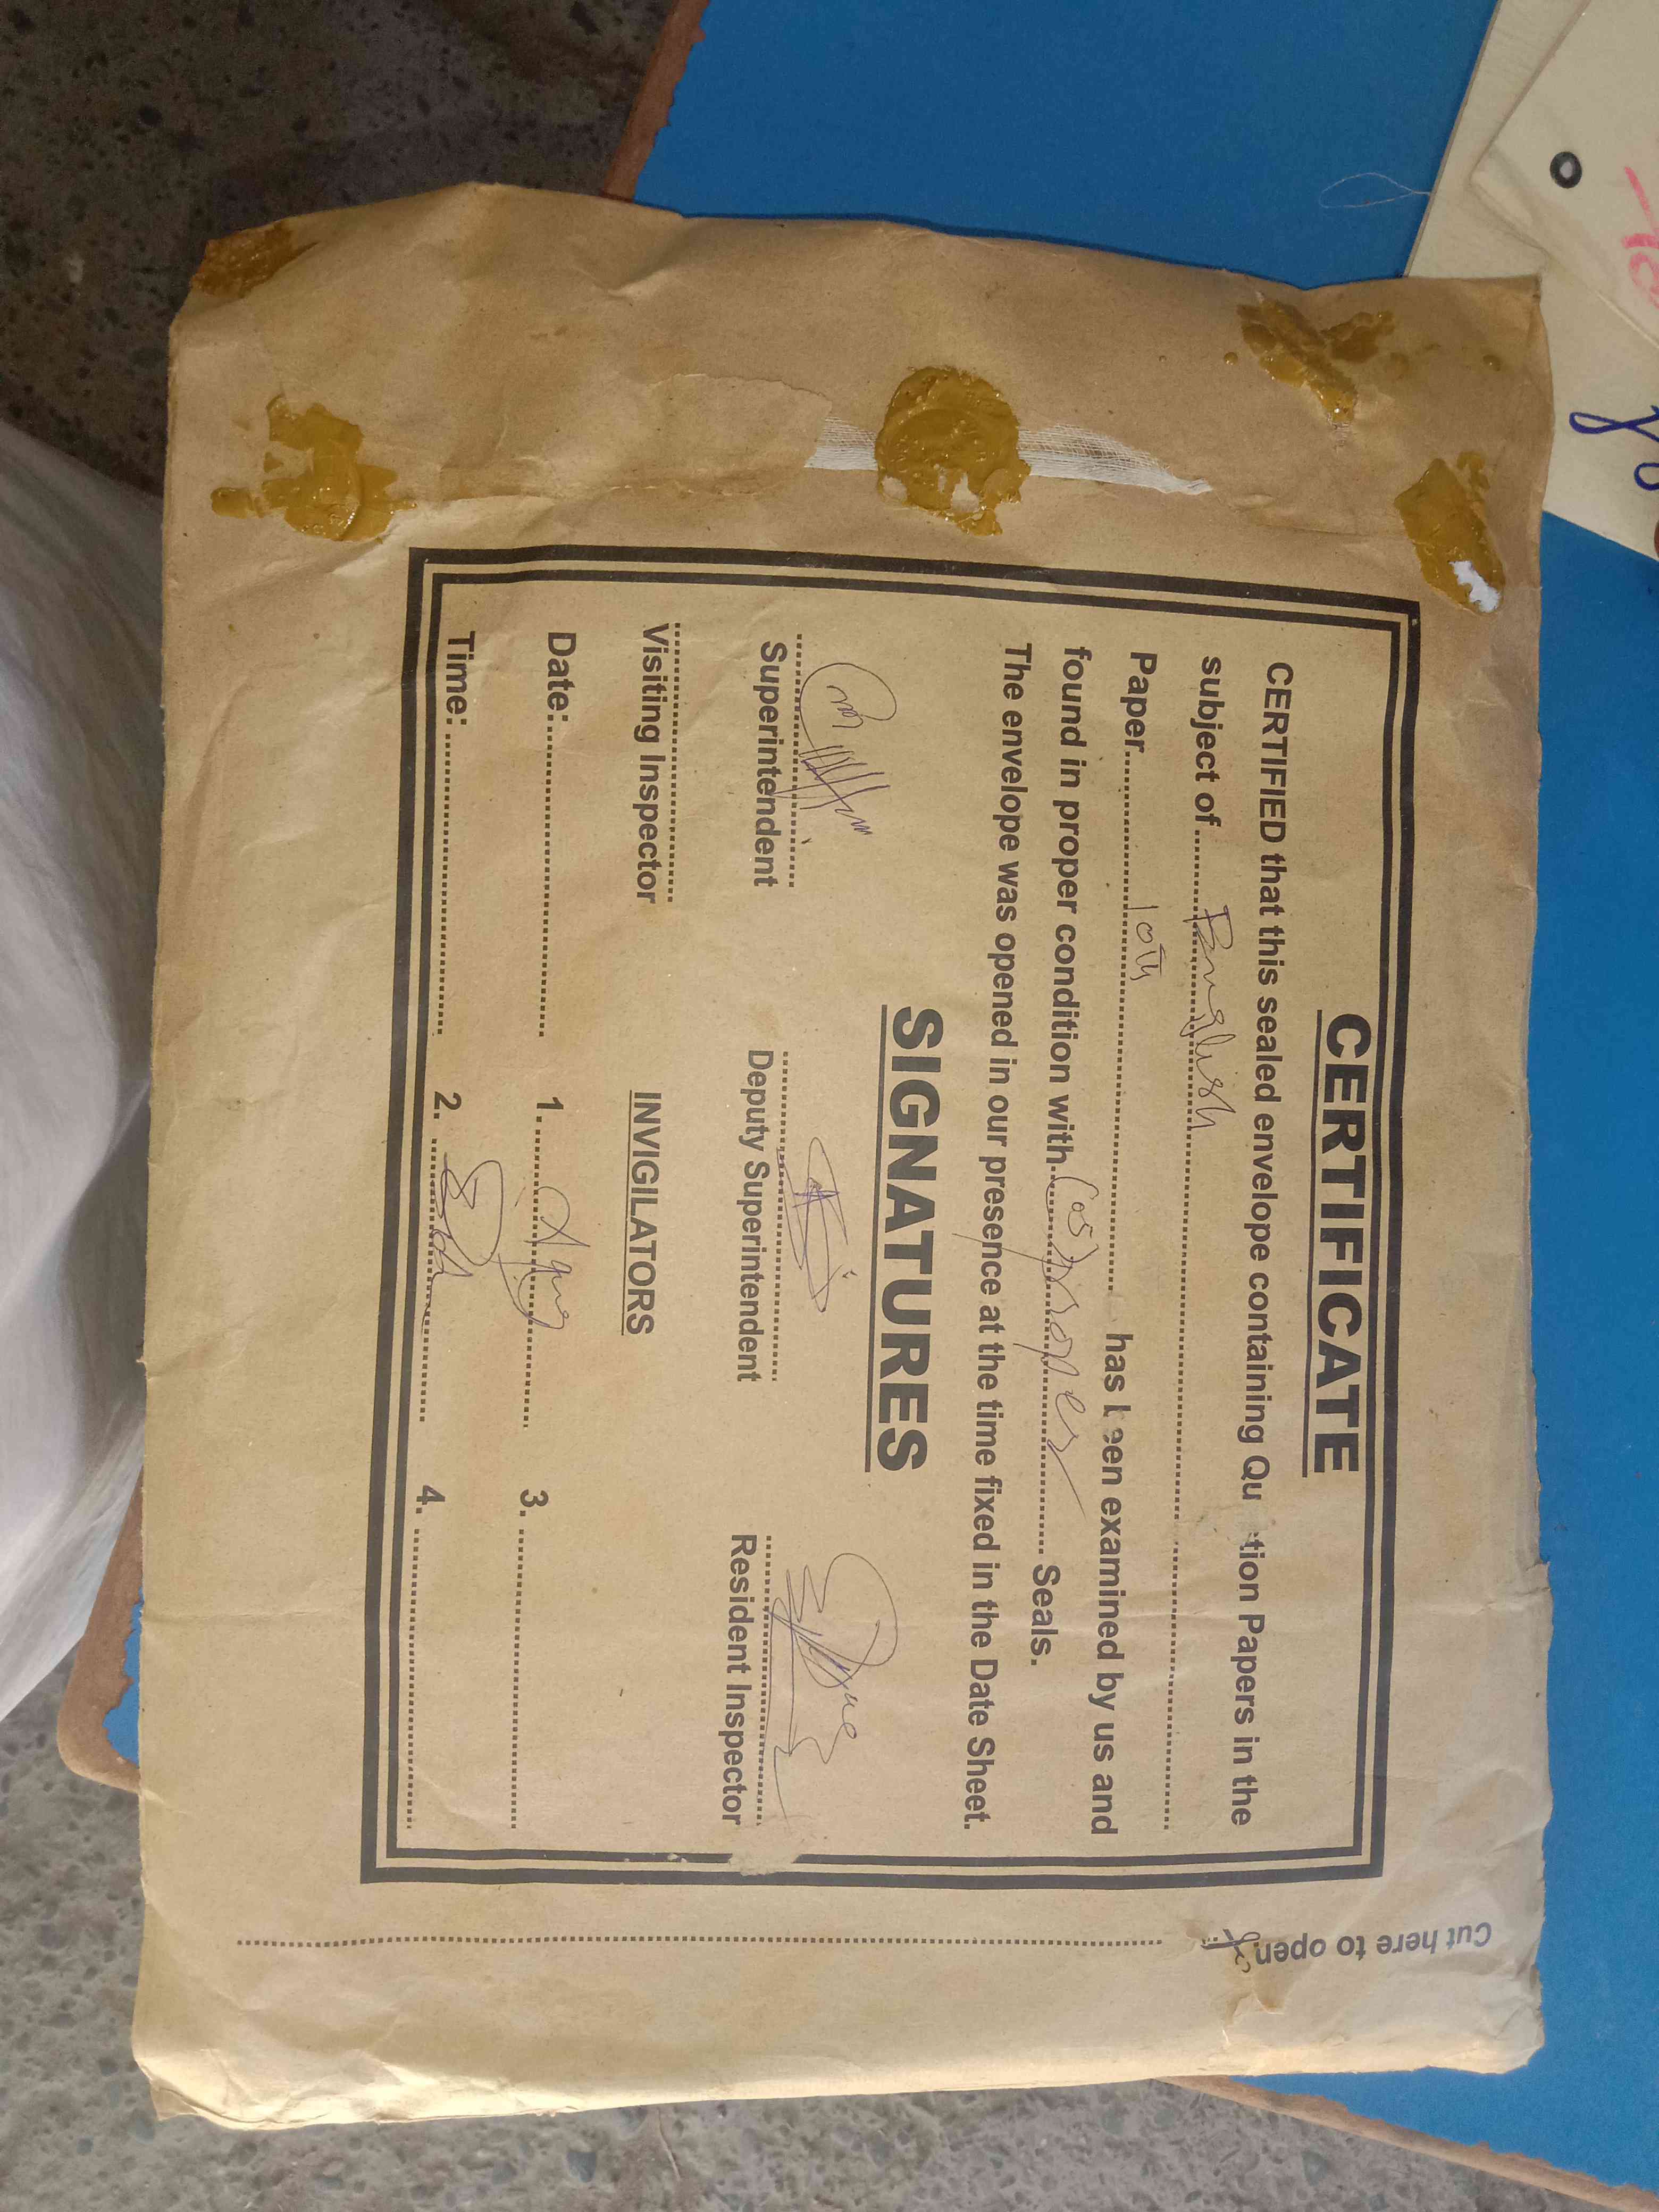 CERTIFICATE
CERTIFIED that this sealed envelope containing Qu tion Papers in the
subject of English
Paper 10th has been examined by us and
found in proper condition with (05) proper Seals.
The envelope was opened in our presence at the time fixed in the Date Sheet.
SIGNATURES
Superintendent Deputy Superintendent Resident Inspector
Visiting Inspector INVIGILATORS
Date: 1. 3.
Time: 2. 4.
Cut here to open